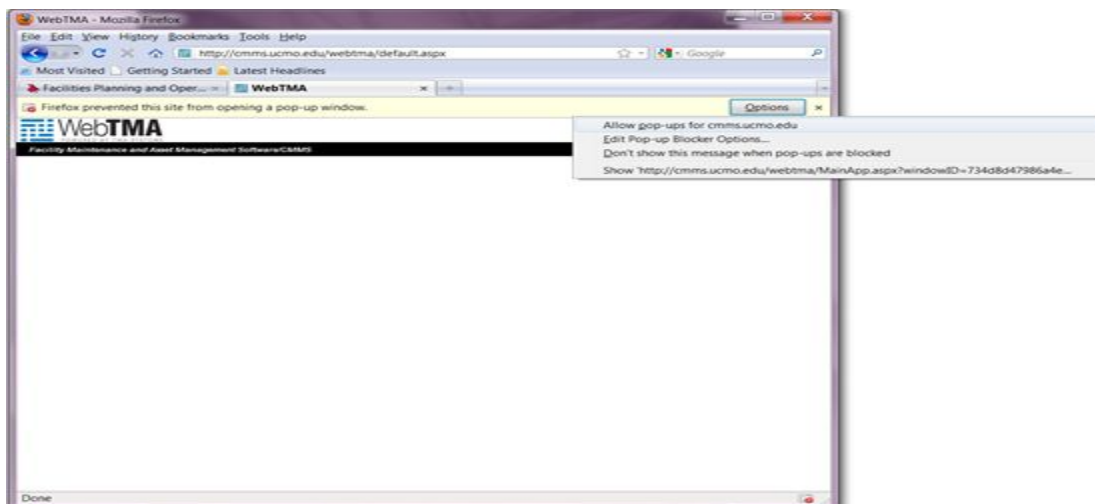 WebTMA - Mozilla Firefox
File Edit View History Bookmarks Tools Help
http://cmms.ucmo.edu/webtma/default.aspx
Google
Most Visited Getting Started Latest Headlines
Facilities Planning and Oper...
WebTMA
Firefox prevented this site from opening a pop-up window.
Options
WebTMA
Facility Maintenance and Asset Management Software/CMMS
Allow pop-ups for cmms.ucmo.edu
Edit Pop-up Blocker Options...
Don't show this message when pop-ups are blocked
Show 'http://cmms.ucmo.edu/webtma/MainApp.aspx?windowID=734d8d47986a4e...
Done